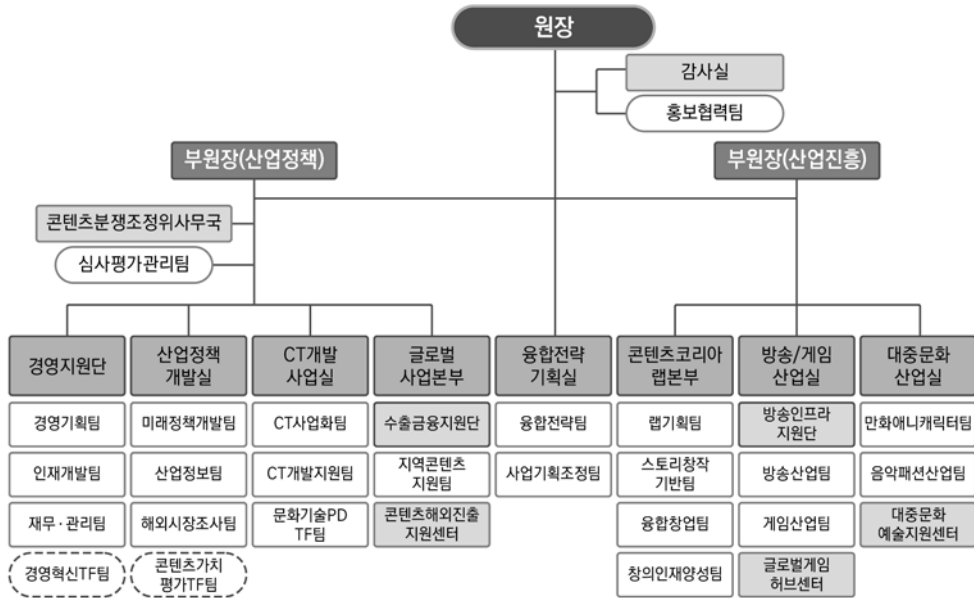 원장
감사실
홍보협력팀
부원장(산업정책)
부원장(산업진흥)
콘텐츠분쟁조정위사무국
심사평가관리팀
경영지원단
산업정책
개발실
CT개발
사업실
글로벌
사업본부
융합전략
기획실
콘텐츠코리아
랩본부
방송/게임
산업실
대중문화
산업실
경영기획팀
미래정책개발팀
CT사업화팀
수출금융지원단
융합전략팀
랩기획팀
방송인프라
지원단
만화애니캐릭터팀
인재개발팀
산업정보팀
CT개발지원팀
지역콘텐츠
지원팀
사업기획조정팀
스토리창작
기반팀
방송산업팀
음악패션산업팀
재무·관리팀
해외시장조사팀
문화기술PD
TF팀
콘텐츠해외진출
지원센터
융합창업팀
게임산업팀
대중문화
예술지원센터
경영혁신TF팀
콘텐츠가치
평가TF팀
창의인재양성팀
글로벌게임
허브센터